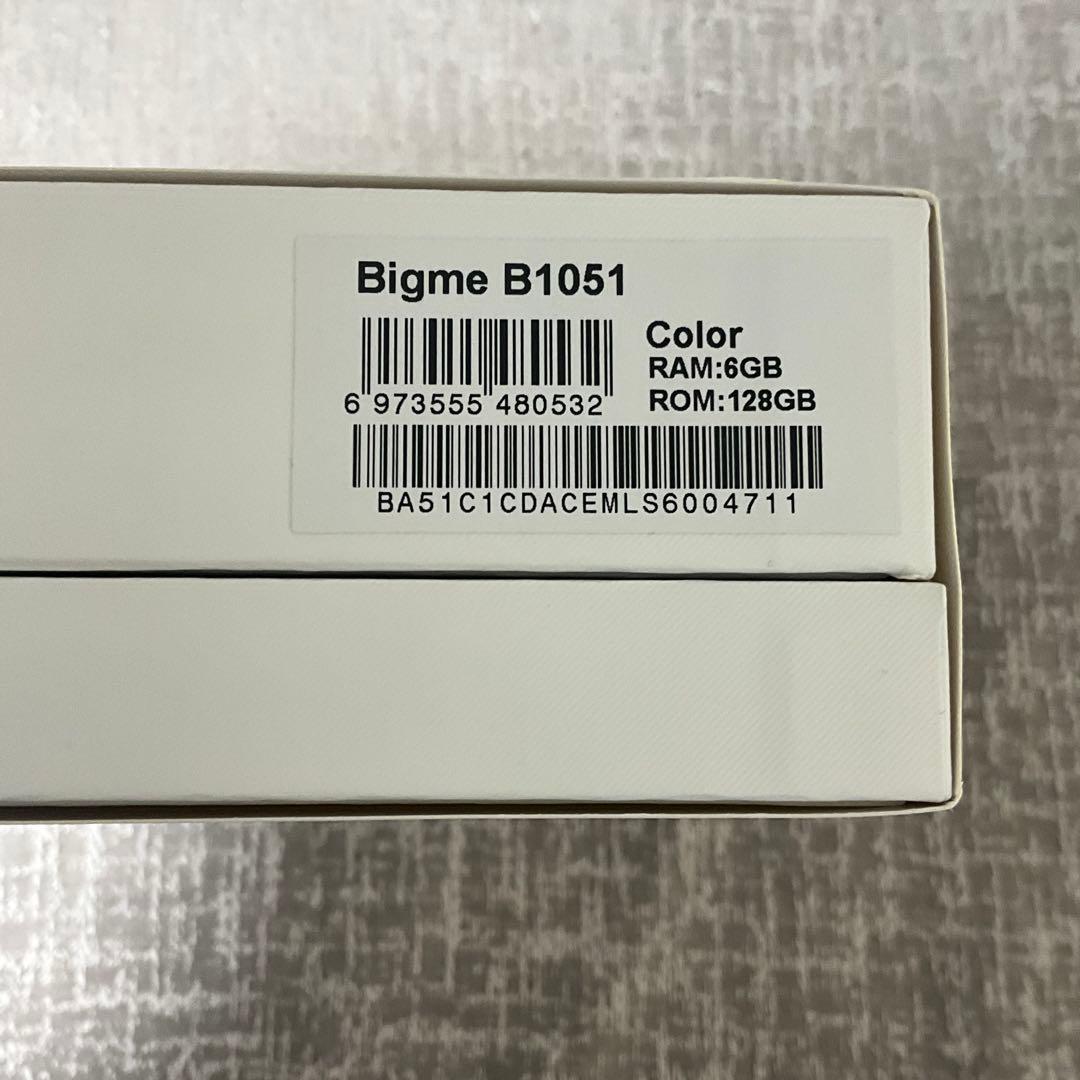 Bigme B1051
Color
RAM:6GB
ROM:128GB
6 973555 480532
BA51C1CDACEMLS6004711